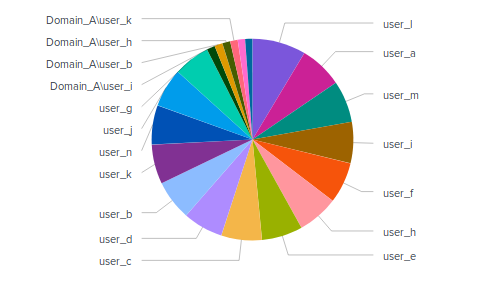 Domain_A\user_k
Domain_A\user_h
Domain_A\user_b
Domain_A\user_i
user_g
user_j
user_n
user_k
user_b
user_d
user_c
user_l
user_a
user_m
user_i
user_f
user_h
user_e